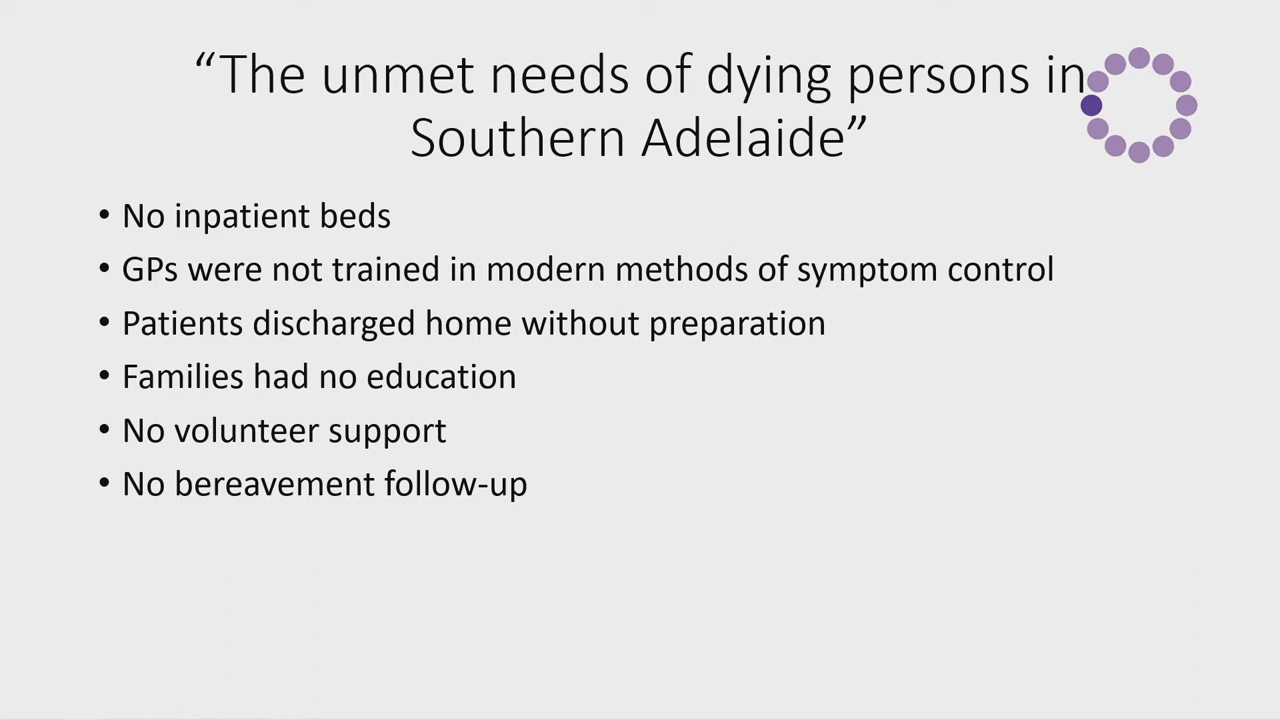 “The unmet needs of dying persons in
Southern Adelaide”
• No inpatient beds
• GPs were not trained in modern methods of symptom control
• Patients discharged home without preparation
• Families had no education
• No volunteer support
• No bereavement follow-up